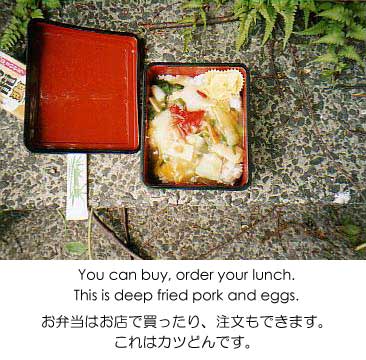 You can buy, order your lunch.
This is deep fried pork and eggs.
お弁当はお店で買ったり、注文もできます。
これはカツどんです。